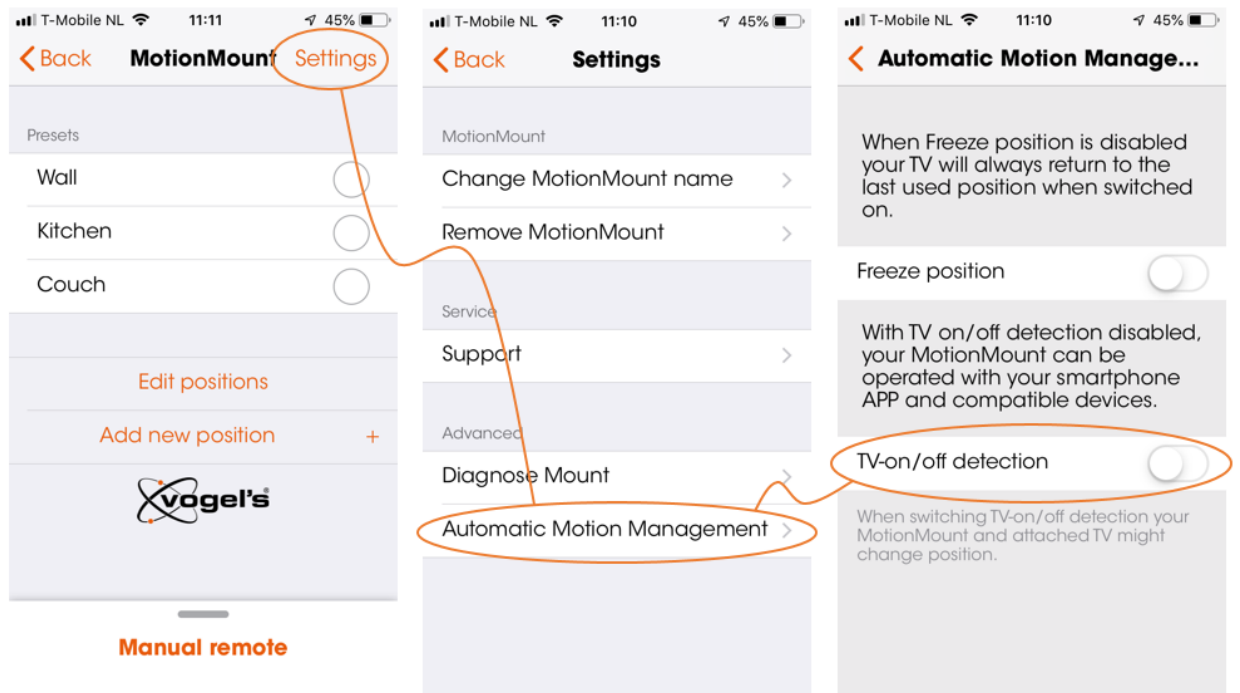 T-Mobile NL 11:11 45%
Back MotionMount Settings
Presets
Wall
Kitchen
Couch
Edit positions
Add new position +
vogel's
Manual remote
T-Mobile NL 11:10 45%
Back Settings
MotionMount
Change MotionMount name
Remove MotionMount
Service
Support
Advanced
Diagnose Mount
Automatic Motion Management
T-Mobile NL 11:10 45%
Automatic Motion Manage...
When Freeze position is disabled
your TV will always return to the
last used position when switched
on.
Freeze position
With TV on/off detection disabled,
your MotionMount can be
operated with your smartphone
APP and compatible devices.
TV-on/off detection
When switching TV-on/off detection your
MotionMount and attached TV might
change position.